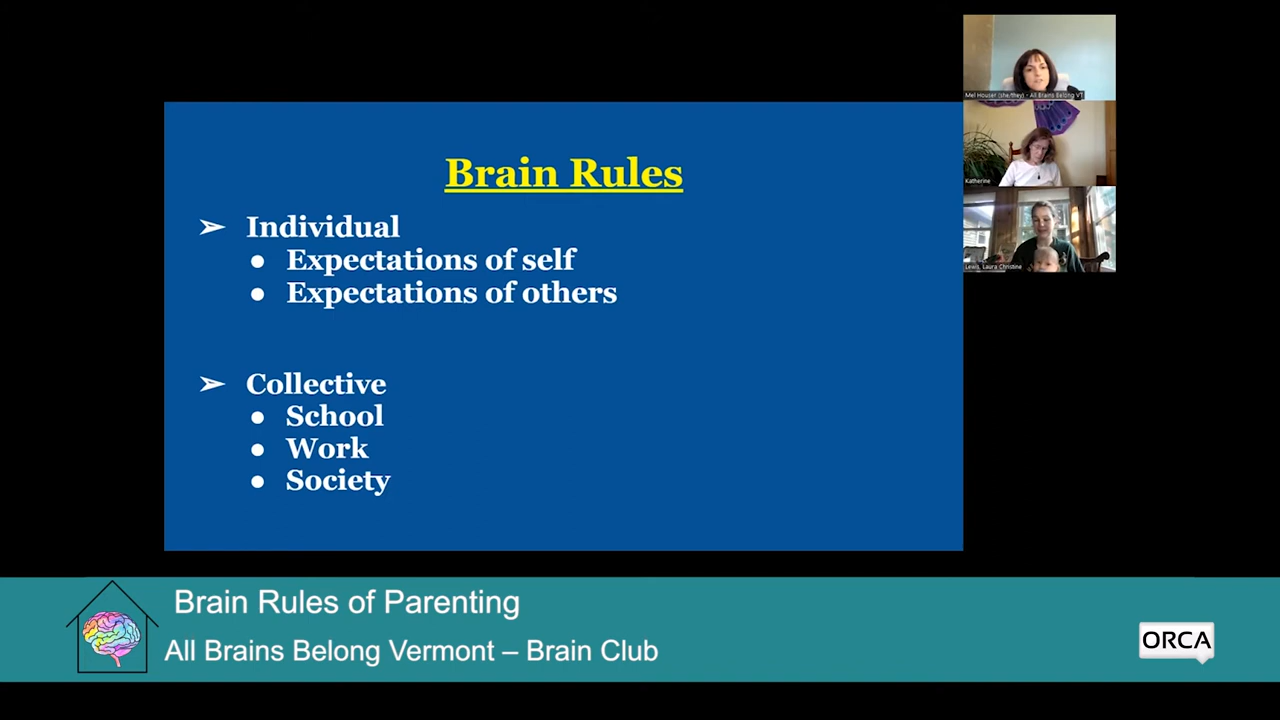 Brain Rules
➢ Individual
● Expectations of self
● Expectations of others
➢ Collective
● School
● Work
● Society
Mel Houser (she/they) - All Brains Belong VT
Katherine
Lewis, Laura Christine
Brain Rules of Parenting
All Brains Belong Vermont – Brain Club
ORCA